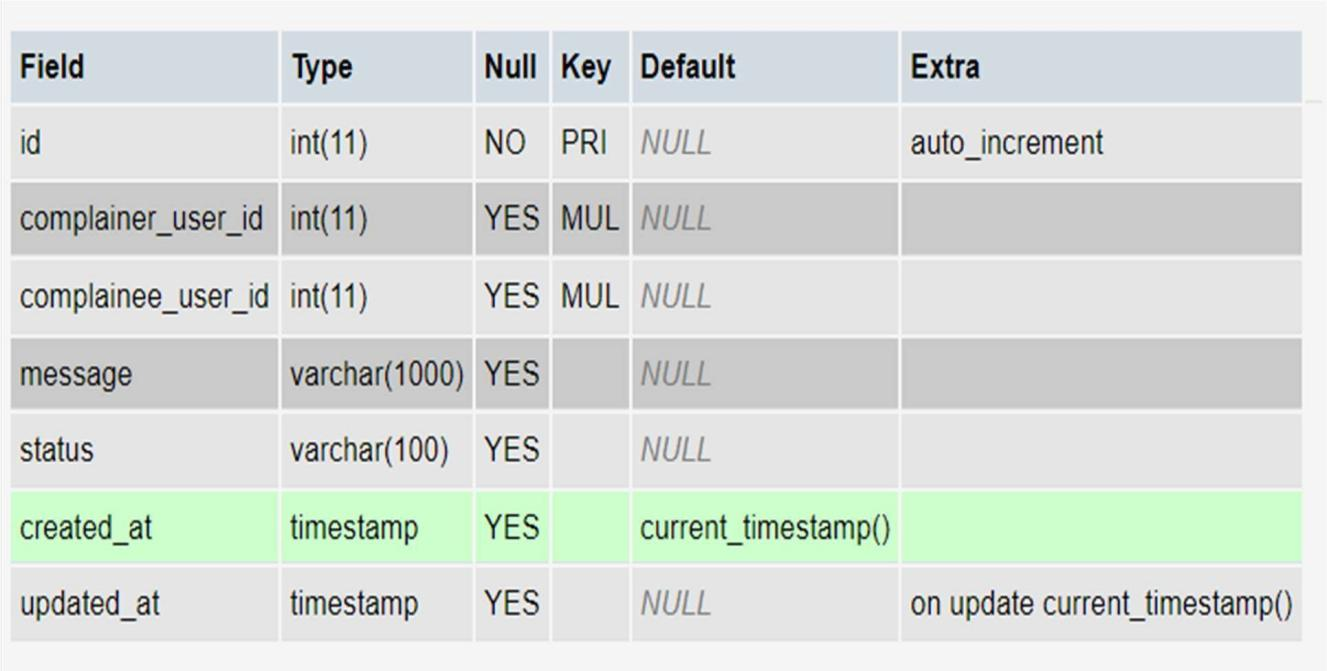 Field Type Null Key Default Extra
id int(11) NO PRI NULL auto_increment
complainer_user_id int(11) YES MUL NULL
complainee_user_id int(11) YES MUL NULL
message varchar(1000) YES NULL
status varchar(100) YES NULL
created_at timestamp YES current_timestamp()
updated_at timestamp YES NULL on update current_timestamp()